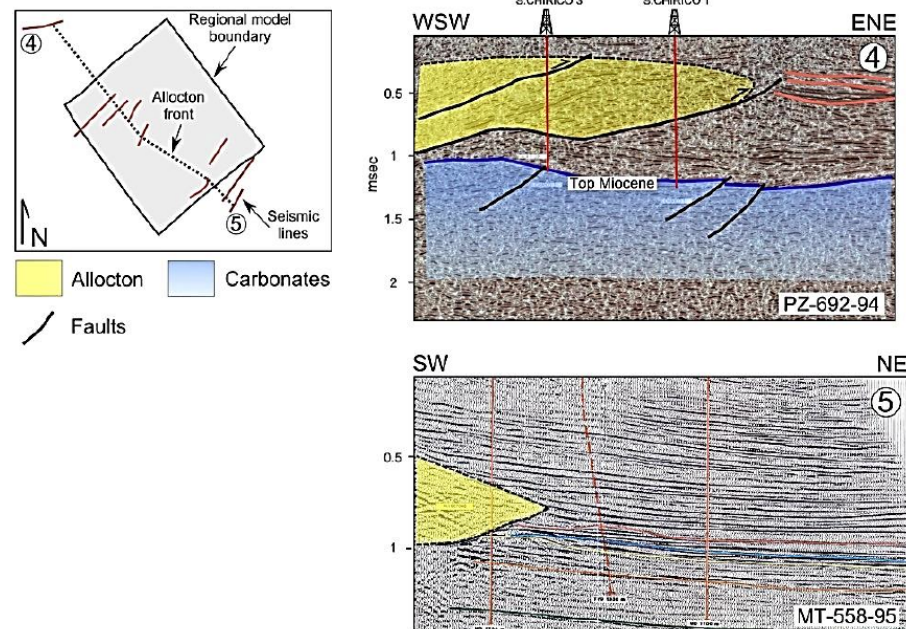 Regional model
boundary
④
Allocton
front
⑤
Seismic
lines
N
Allocton
Carbonates
Faults
S.CHIRICO 3
S.CHIRICO 1
WSW
ENE
④
0.5
1
msec
1.5
2
Top Miocene
PZ-692-94
SW
NE
⑤
0.5
1
MT-558-95